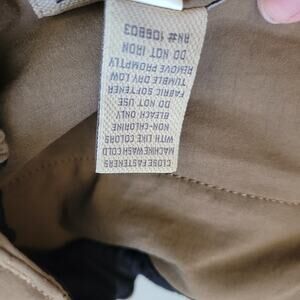 CLOSE FASTENERS
MACHINE WASH COLD
WITH LIKE COLORS
NON-CHLORINE
BLEACH ONLY
DO NOT USE
FABRIC SOFTENER
TUMBLE DRY LOW
REMOVE PROMPTLY
DO NOT IRON
RN# 106803